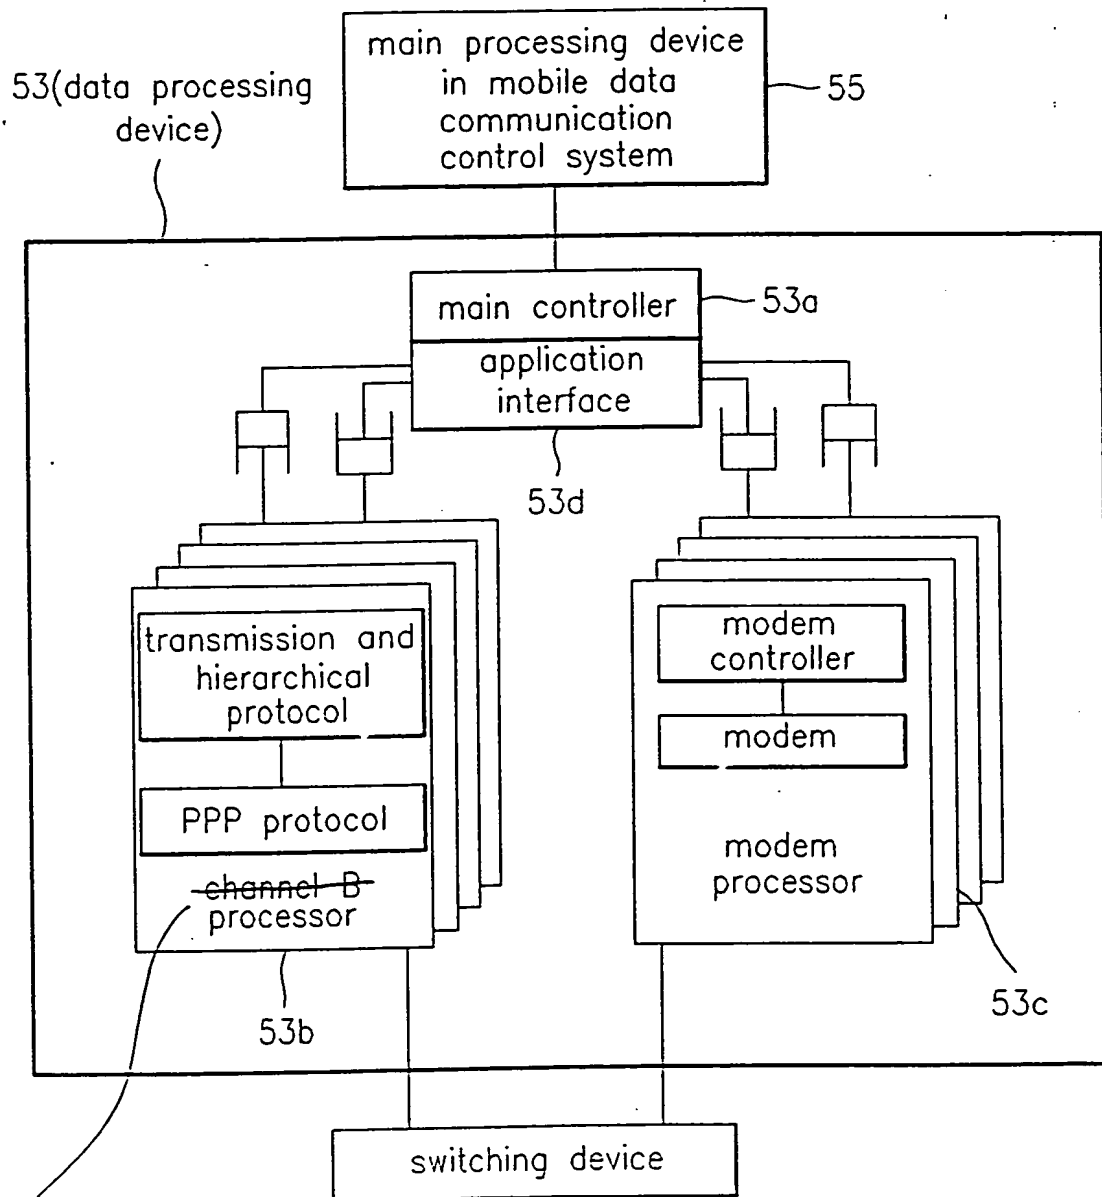 main processing device
in mobile data
communication
control system
55
53(data processing
device)
main controller
53a
application
interface
53d
transmission and
hierarchical
protocol
PPP protocol
channel B
processor
53b
modem
controller
modem
modem
processor
53c
switching device